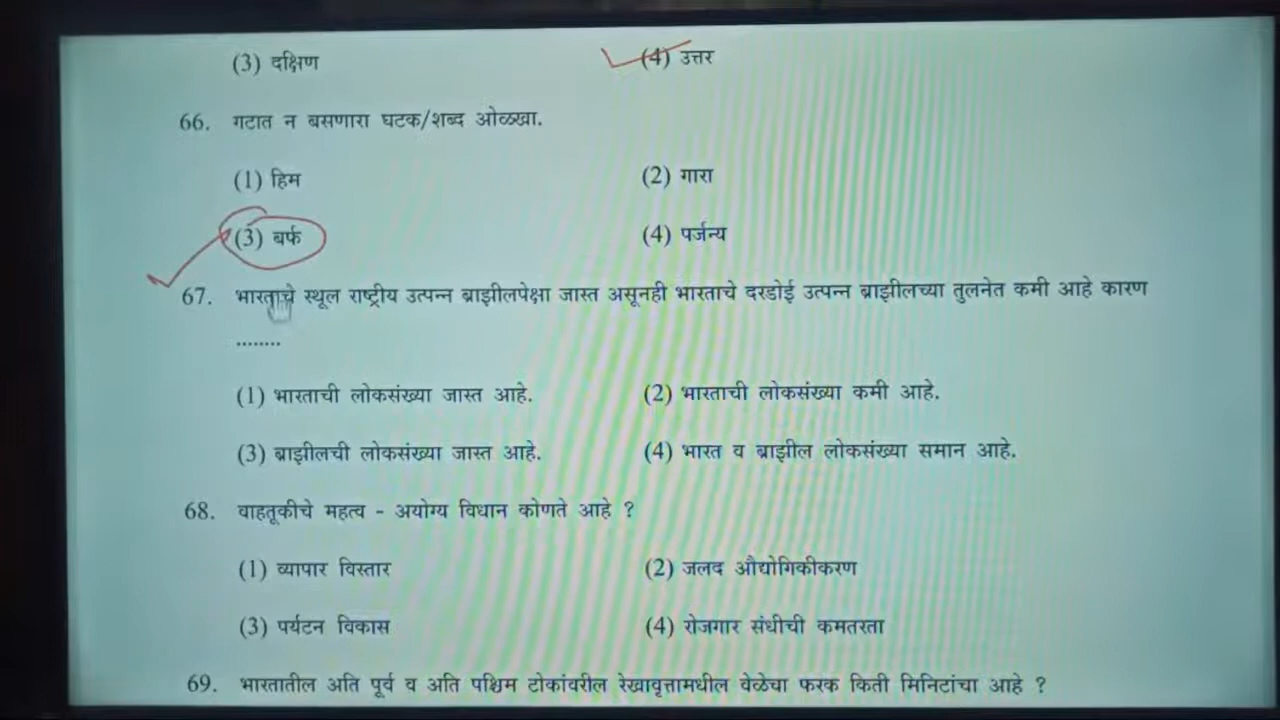 (3) दक्षिण (4) उत्तर
66. गटात न बसणारा घटक/शब्द ओळखा.
(1) हिम (2) गारा
(3) बर्फ (4) पर्जन्य
67. भारताचे स्थूल राष्ट्रीय उत्पन्न ब्राझीलपेक्षा जास्त असूनही भारताचे दरडोई उत्पन्न ब्राझीलच्या तुलनेत कमी आहे कारण
........
(1) भारताची लोकसंख्या जास्त आहे. (2) भारताची लोकसंख्या कमी आहे.
(3) ब्राझीलची लोकसंख्या जास्त आहे. (4) भारत व ब्राझील लोकसंख्या समान आहे.
68. वाहतूकीचे महत्व - अयोग्य विधान कोणते आहे ?
(1) व्यापार विस्तार (2) जलद औद्योगिकीकरण
(3) पर्यटन विकास (4) रोजगार संधीची कमतरता
69. भारतातील अति पूर्व व अति पश्चिम टोकांवरील रेखावृत्तामधील वेळेचा फरक किती मिनिटांचा आहे ?